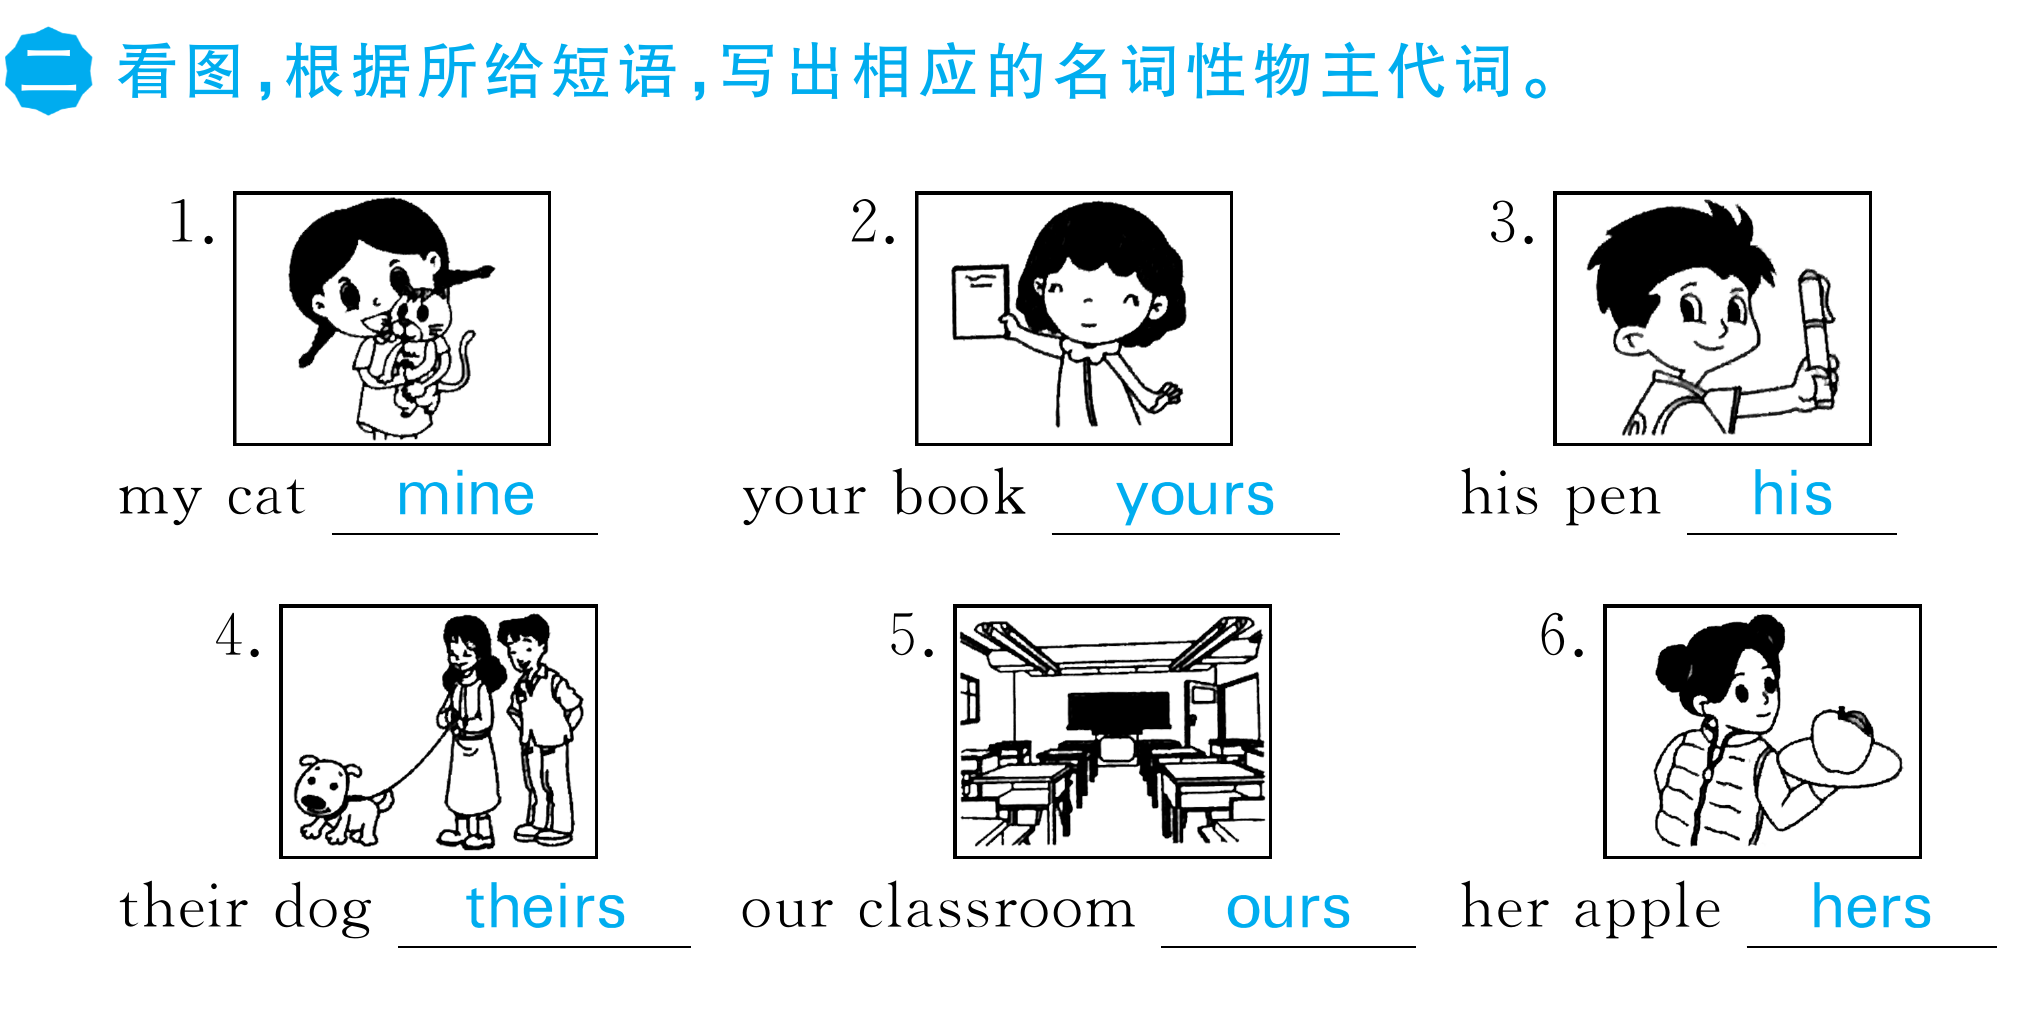 二 看图,根据所给短语,写出相应的名词性物主代词。
1. 2. 3.
my cat mine your book yours his pen his
4. 5. 6.
their dog theirs our classroom ours her apple hers